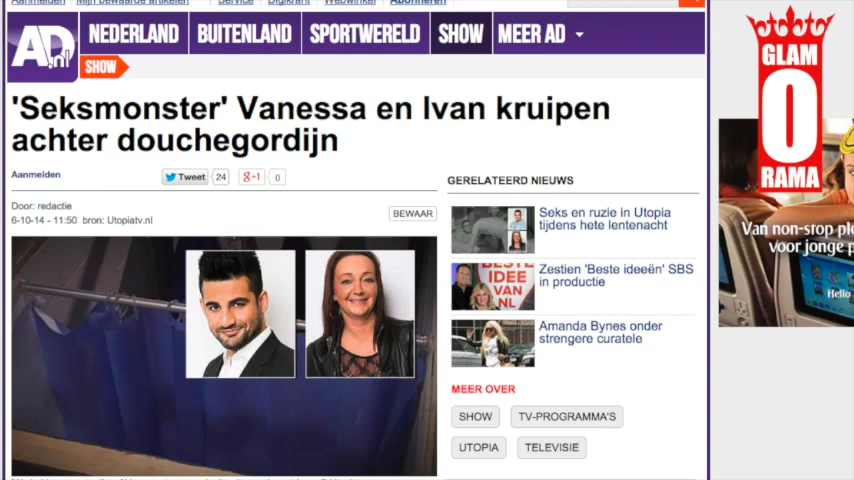 Aanmelden Mijn bewaarde artikelen Service Digikrant Webwinkel Abonneren
AD.nl
NEDERLAND BUITENLAND SPORTWERELD SHOW MEER AD
SHOW
'Seksmonster' Vanessa en Ivan kruipen
achter douchegordijn
Aanmelden
Tweet 24 g+1 0
Door: redactie
6-10-14 - 11:50 bron: Utopiatv.nl
BEWAAR
GERELATEERD NIEUWS
Seks en ruzie in Utopia
tijdens hete lentenacht
BESTE
IDEE
VAN
NL
Zestien 'Beste ideeën' SBS
in productie
Amanda Bynes onder
strengere curatele
MEER OVER
SHOW TV-PROGRAMMA'S
UTOPIA TELEVISIE
GLAM
O
RAMA
Van non-stop
voor jonge
Hello